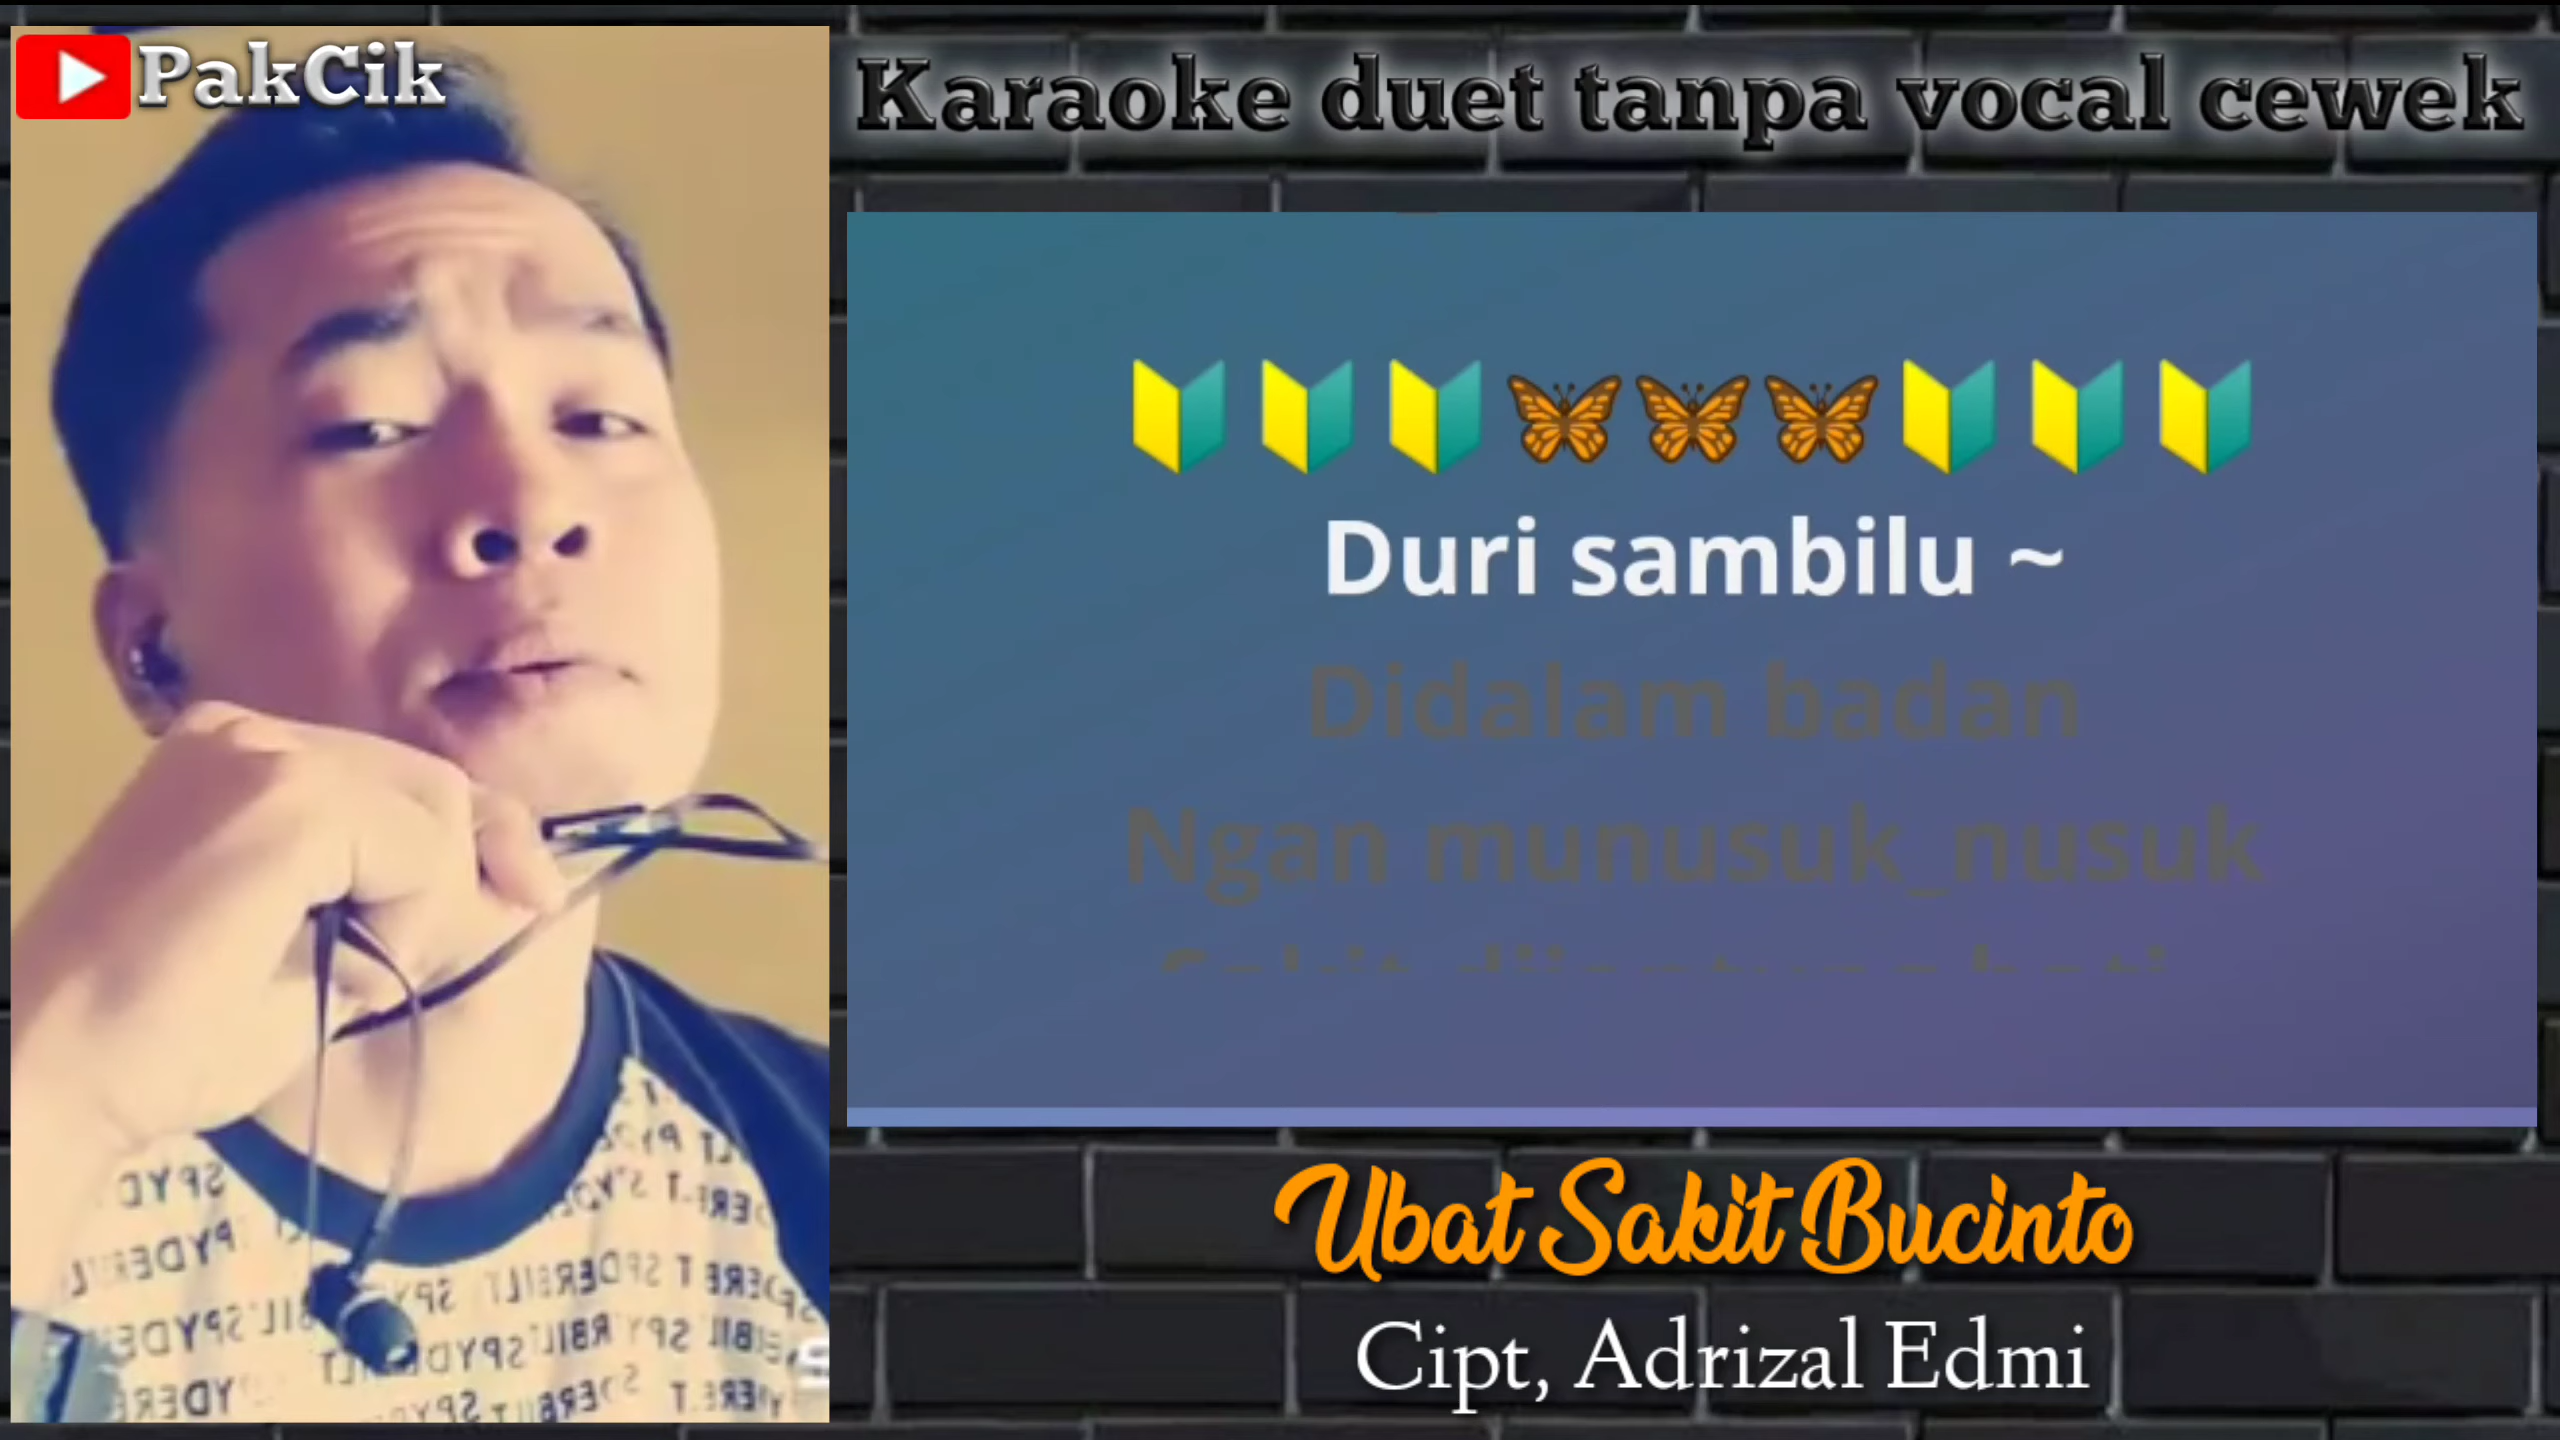 PakCik
Karaoke duet tanpa vocal cewek
Duri sambilu ~
Didalam badan
Ngan munusuk_nusuk
Ubat Sakit Bucinto
Cipt, Adrizal Edmi